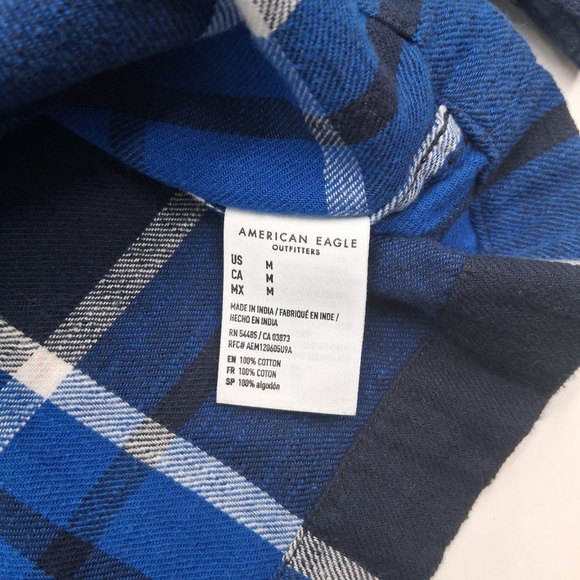 AMERICAN EAGLE
OUTFITTERS
US M
CA M
MX M
MADE IN INDIA / FABRIQUÉ EN INDE /
HECHO EN INDIA
RN 54485 / CA 03873
RFC# AEM120605U9A
EN 100% COTTON
FR 100% COTON
SP 100% algodón